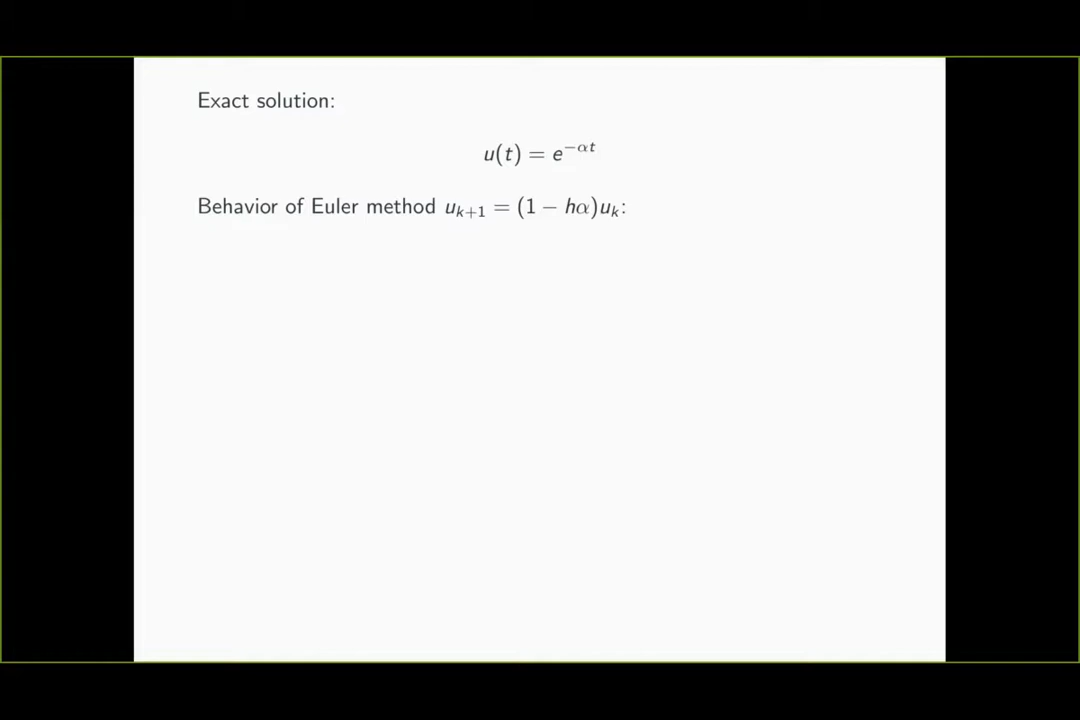 Exact solution:
u(t) = e^{−αt}
Behavior of Euler method u_{k+1} = (1 − hα)u_k: